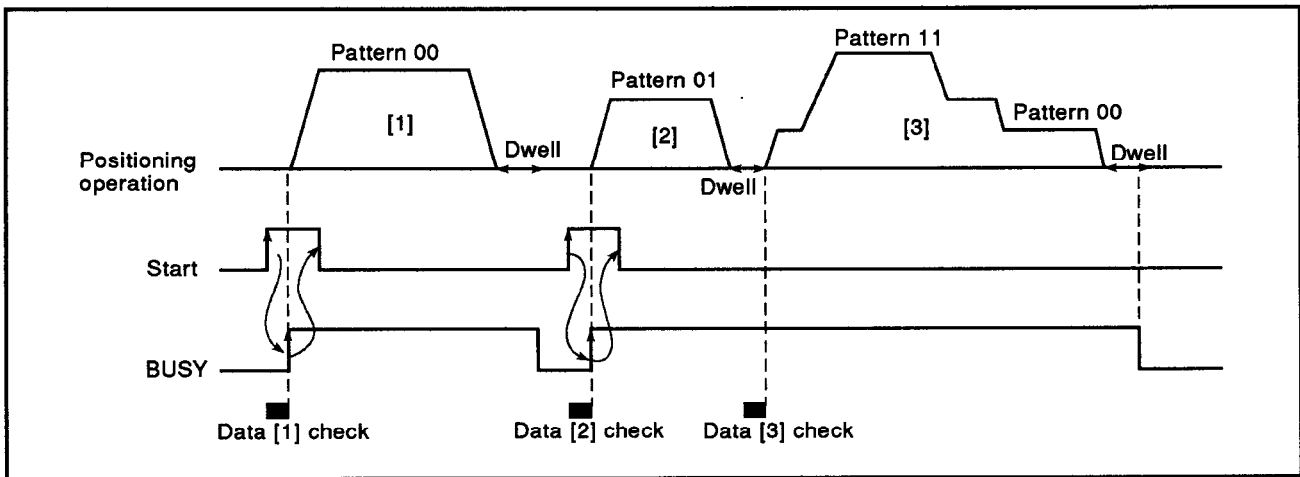 Pattern 11
Pattern 00
Pattern 01
Pattern 00
[1]
[2]
[3]
Dwell
Dwell
Dwell
Positioning
operation
Start
BUSY
Data [1] check
Data [2] check
Data [3] check